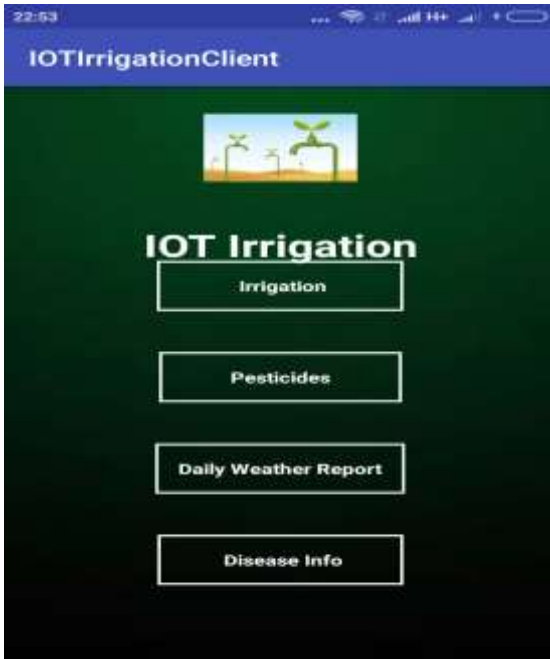 22:53
... H+
IOTIrrigationClient
IOT Irrigation
Irrigation
Pesticides
Daily Weather Report
Disease Info